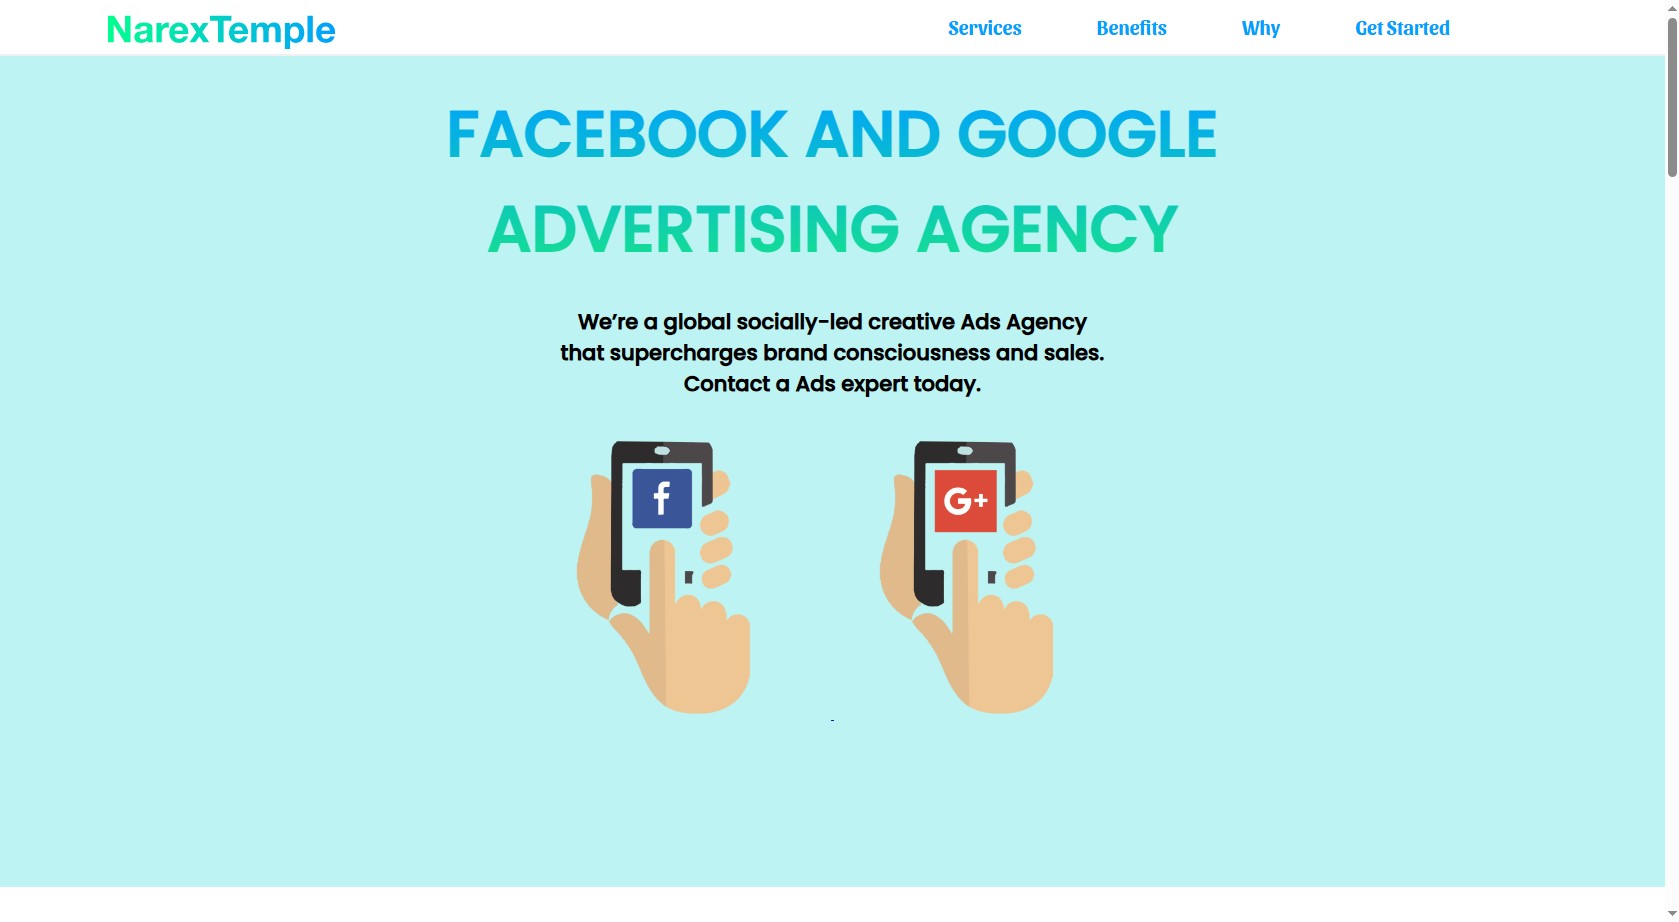 NarexTemple
Services
Benefits
Why
Get Started
FACEBOOK AND GOOGLE
ADVERTISING AGENCY
We’re a global socially-led creative Ads Agency
that supercharges brand consciousness and sales.
Contact a Ads expert today.
f
G+